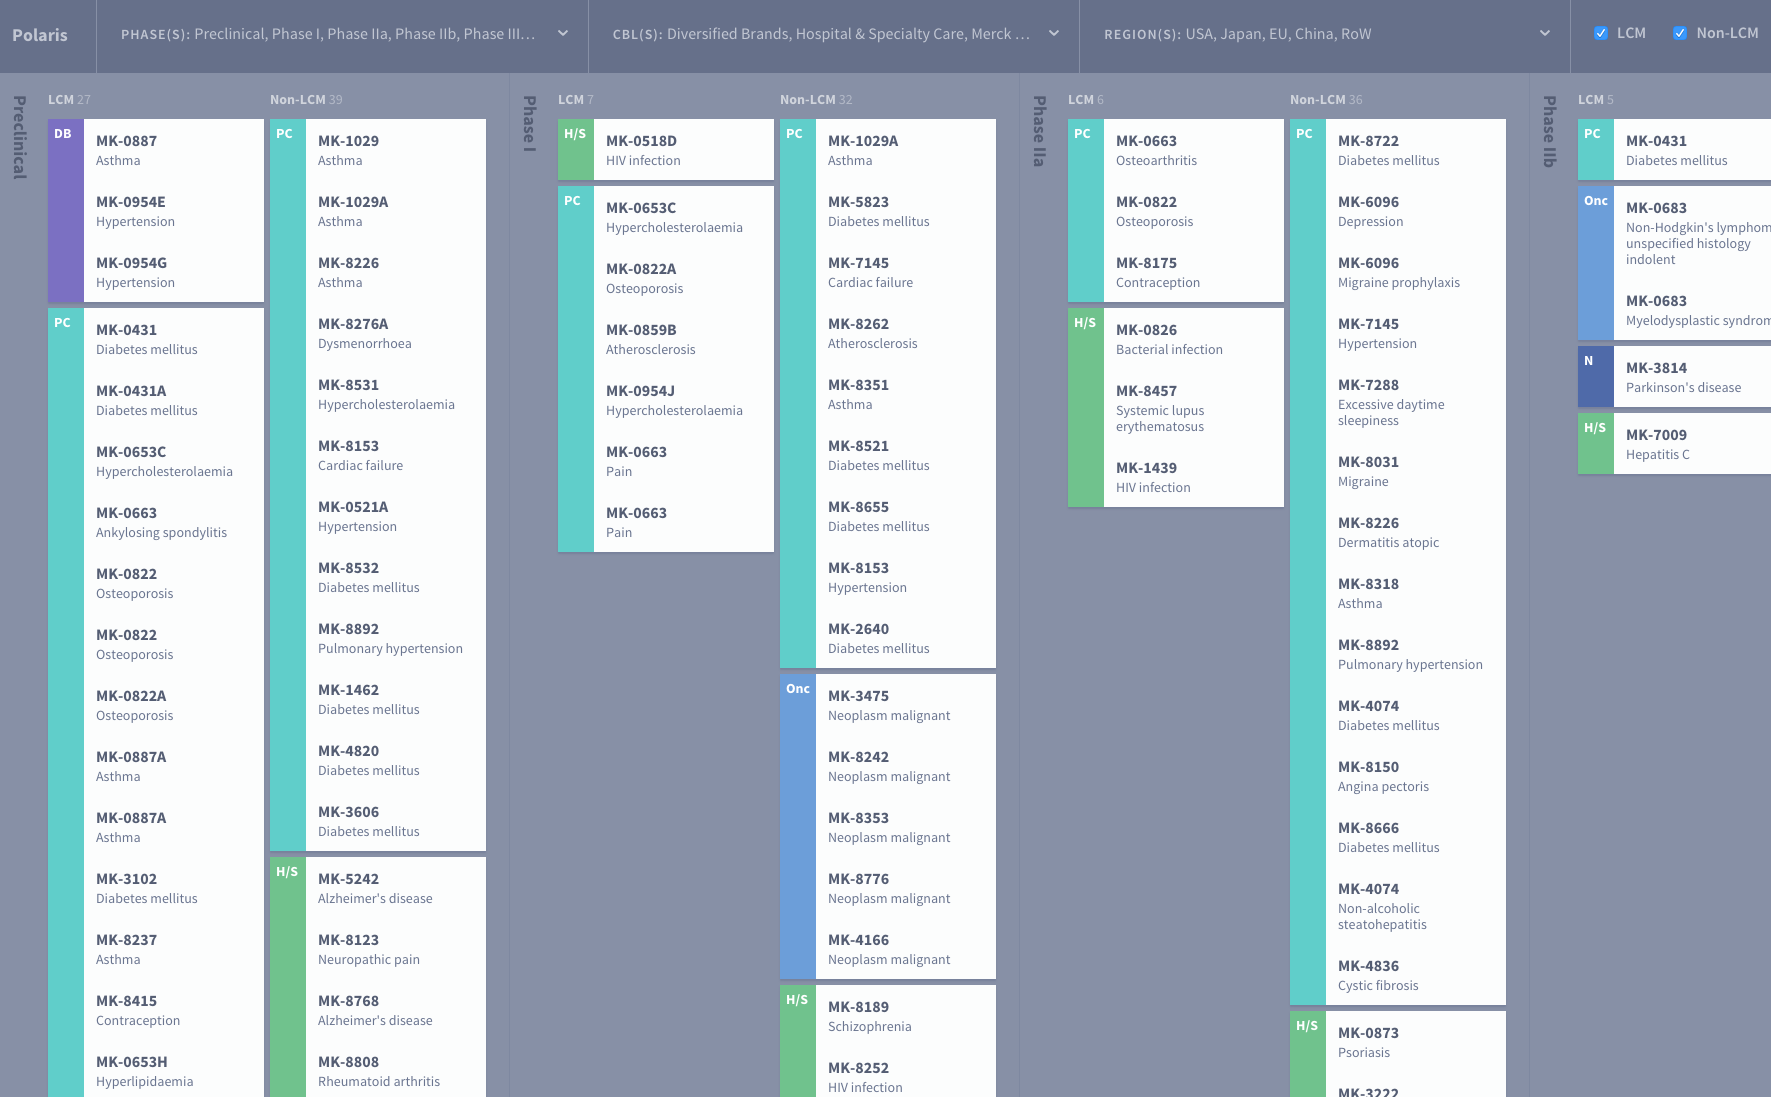 Polaris
PHASE(S): Preclinical, Phase I, Phase IIa, Phase IIb, Phase III...
CBL(S): Diversified Brands, Hospital & Specialty Care, Merck ...
REGION(S): USA, Japan, EU, China, RoW
LCM
Non-LCM
Preclinical
LCM 27
DB
MK-0887
Asthma
MK-0954E
Hypertension
MK-0954G
Hypertension
PC
MK-0431
Diabetes mellitus
MK-0431A
Diabetes mellitus
MK-0653C
Hypercholesterolaemia
MK-0663
Ankylosing spondylitis
MK-0822
Osteoporosis
MK-0822
Osteoporosis
MK-0822A
Osteoporosis
MK-0887A
Asthma
MK-0887A
Asthma
MK-3102
Diabetes mellitus
MK-8237
Asthma
MK-8415
Contraception
MK-0653H
Hyperlipidaemia
Non-LCM 39
PC
MK-1029
Asthma
MK-1029A
Asthma
MK-8226
Asthma
MK-8276A
Dysmenorrhoea
MK-8531
Hypercholesterolaemia
MK-8153
Cardiac failure
MK-0521A
Hypertension
MK-8532
Diabetes mellitus
MK-8892
Pulmonary hypertension
MK-1462
Diabetes mellitus
MK-4820
Diabetes mellitus
MK-3606
Diabetes mellitus
H/S
MK-5242
Alzheimer's disease
MK-8123
Neuropathic pain
MK-8768
Alzheimer's disease
MK-8808
Rheumatoid arthritis
Phase I
LCM 7
H/S
MK-0518D
HIV infection
PC
MK-0653C
Hypercholesterolaemia
MK-0822A
Osteoporosis
MK-0859B
Atherosclerosis
MK-0954J
Hypercholesterolaemia
MK-0663
Pain
MK-0663
Pain
Non-LCM 32
PC
MK-1029A
Asthma
MK-5823
Diabetes mellitus
MK-7145
Cardiac failure
MK-8262
Atherosclerosis
MK-8351
Asthma
MK-8521
Diabetes mellitus
MK-8655
Diabetes mellitus
MK-8153
Hypertension
MK-2640
Diabetes mellitus
Onc
MK-3475
Neoplasm malignant
MK-8242
Neoplasm malignant
MK-8353
Neoplasm malignant
MK-8776
Neoplasm malignant
MK-4166
Neoplasm malignant
H/S
MK-8189
Schizophrenia
MK-8252
HIV infection
Phase IIa
LCM 6
PC
MK-0663
Osteoarthritis
MK-0822
Osteoporosis
MK-8175
Contraception
H/S
MK-0826
Bacterial infection
MK-8457
Systemic lupus
erythematosus
MK-1439
HIV infection
Non-LCM 36
PC
MK-8722
Diabetes mellitus
MK-6096
Depression
MK-6096
Migraine prophylaxis
MK-7145
Hypertension
MK-7288
Excessive daytime
sleepiness
MK-8031
Migraine
MK-8226
Dermatitis atopic
MK-8318
Asthma
MK-8892
Pulmonary hypertension
MK-4074
Diabetes mellitus
MK-8150
Angina pectoris
MK-8666
Diabetes mellitus
MK-4074
Non-alcoholic
steatohepatitis
MK-4836
Cystic fibrosis
H/S
MK-0873
Psoriasis
MK-3222
Phase IIb
LCM 5
PC
MK-0431
Diabetes mellitus
Onc
MK-0683
Non-Hodgkin's lymphom
unspecified histology
indolent
MK-0683
Myelodysplastic syndrom
N
MK-3814
Parkinson's disease
H/S
MK-7009
Hepatitis C